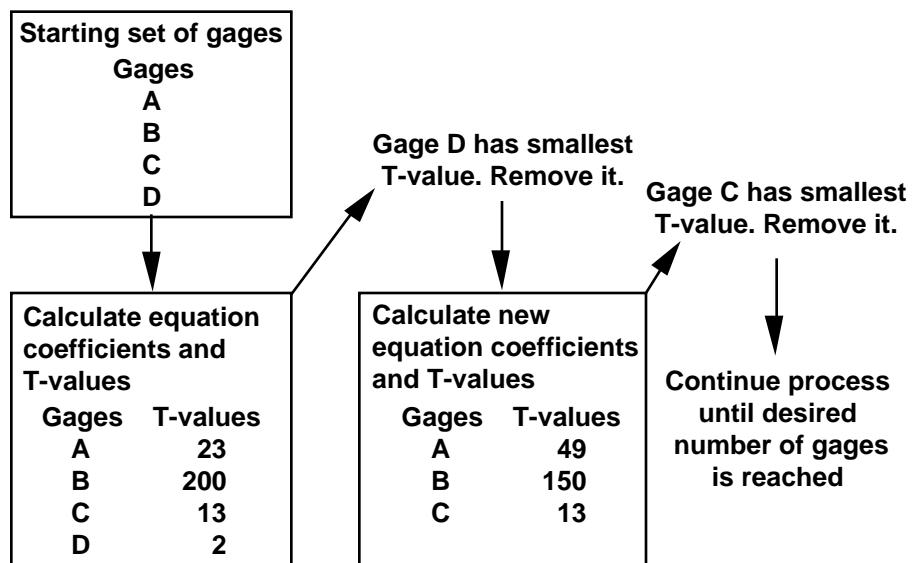 Starting set of gages
Gages
A
B
C
D
Gage D has smallest
T-value. Remove it.
Gage C has smallest
T-value. Remove it.
Calculate equation
coefficients and
T-values
Gages T-values
A 23
B 200
C 13
D 2
Calculate new
equation coefficients
and T-values
Gages T-values
A 49
B 150
C 13
Continue process
until desired
number of gages
is reached